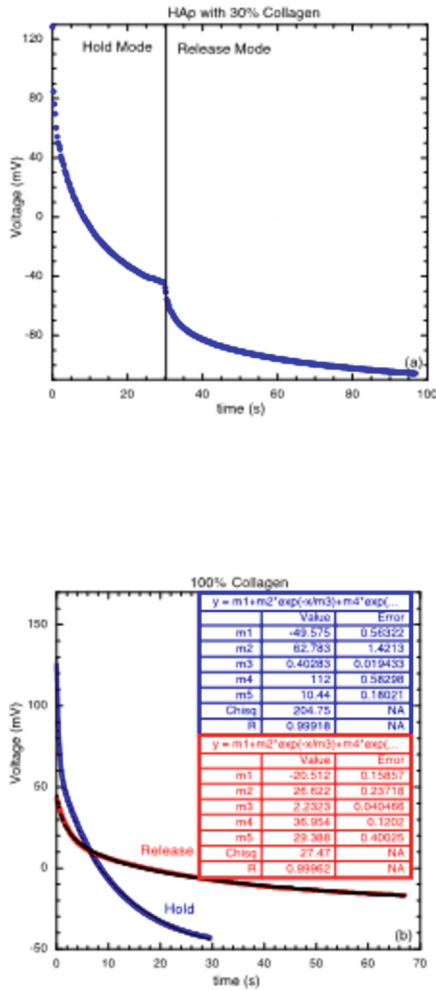 HAp with 30% Collagen
Hold Mode
Release Mode
120
80
40
0
-40
-80
Voltage (mV)
(a)
0 20 40 60 80 100
time (s)
100% Collagen
150
100
50
0
-50
Voltage (mV)
y = m1+m2*exp(-x/m3)+m4*exp(...
Value Error
m1 -49.575 0.56322
m2 62.783 1.4213
m3 0.40283 0.019433
m4 112 0.58298
m5 10.44 0.18021
Chisq 204.75 NA
R 0.99918 NA
y = m1+m2*exp(-x/m3)+m4*exp(...
Value Error
m1 -20.512 0.15857
m2 26.622 0.23718
m3 2.2323 0.040466
m4 36.954 0.1202
m5 29.388 0.40025
Chisq 27.47 NA
R 0.99962 NA
Release
Hold
(b)
0 10 20 30 40 50 60 70
time (s)